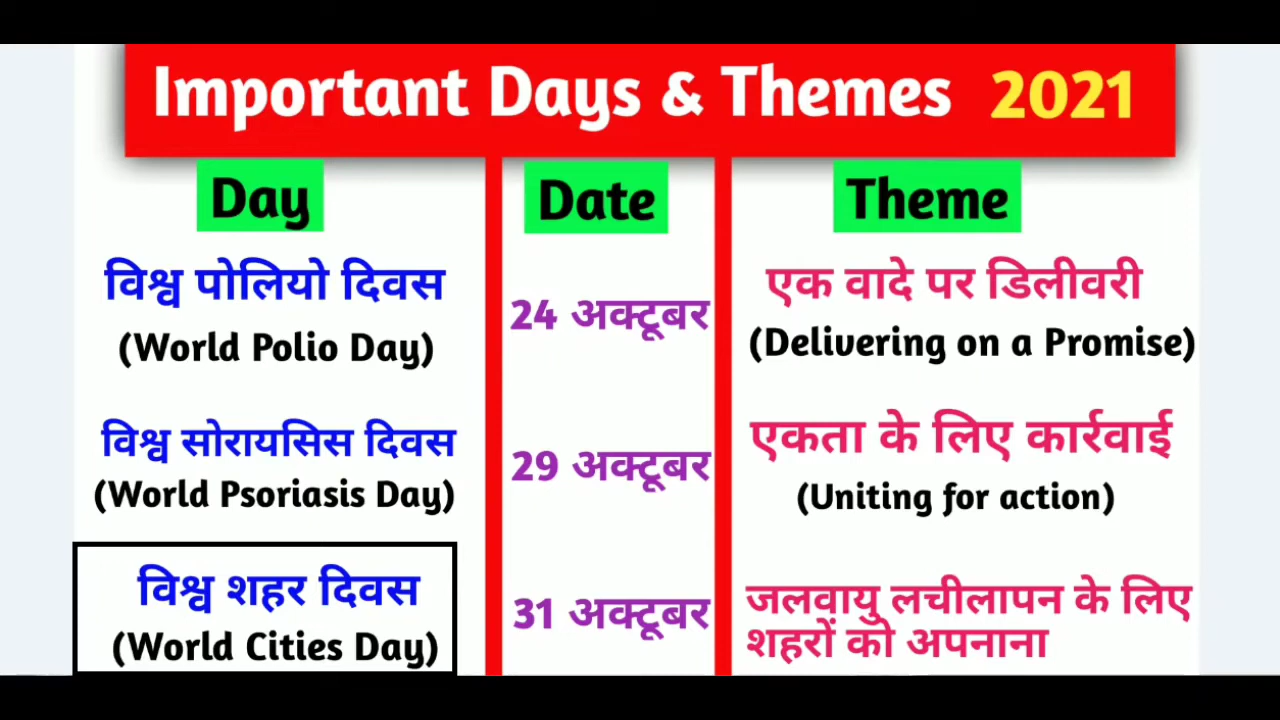 Important Days & Themes 2021
Day Date Theme
विश्व पोलियो दिवस
(World Polio Day)
24 अक्टूबर
एक वादे पर डिलीवरी
(Delivering on a Promise)
विश्व सोरायसिस दिवस
(World Psoriasis Day)
29 अक्टूबर
एकता के लिए कार्रवाई
(Uniting for action)
विश्व शहर दिवस
(World Cities Day)
31 अक्टूबर
जलवायु लचीलापन के लिए
शहरों को अपनाना